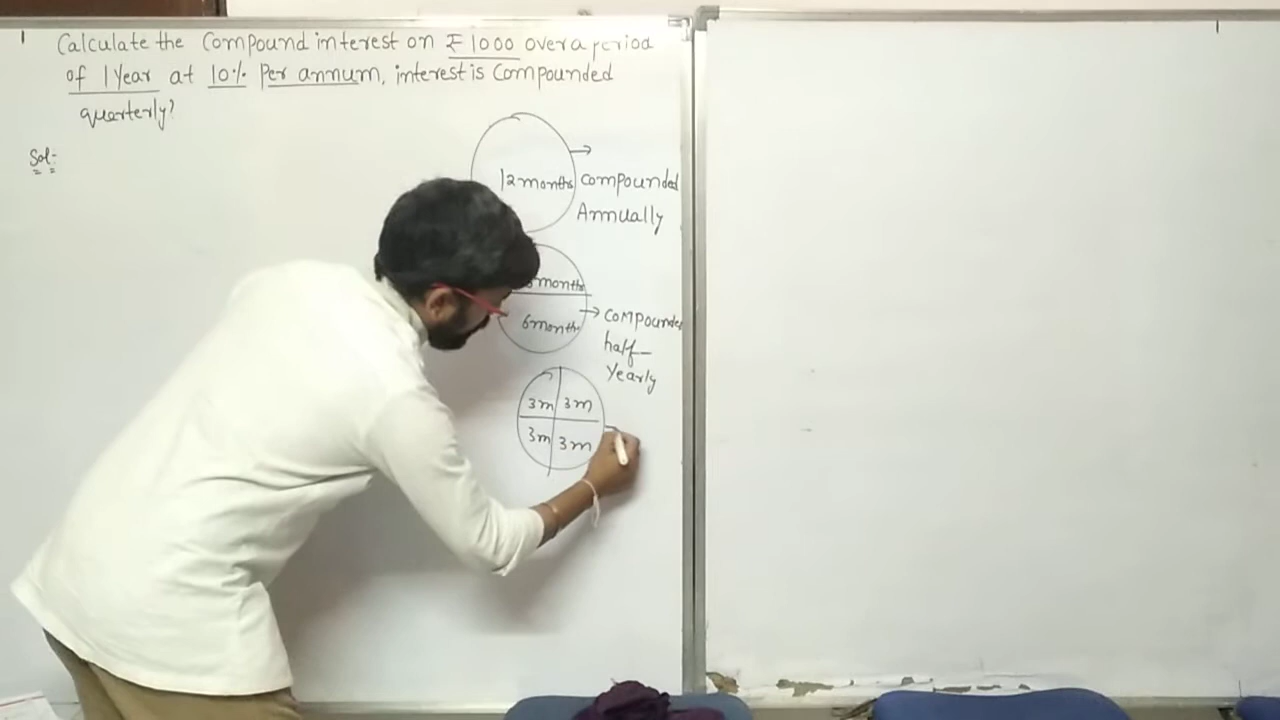 Calculate the Compound interest on ₹ 1000 over a period
of 1 Year at 10% Per annum, interest is Compounded
quarterly?
Sol:-
12 months
Compounded
Annually
months
6 months
Compounded
half-
Yearly
3m 3m
3m 3m